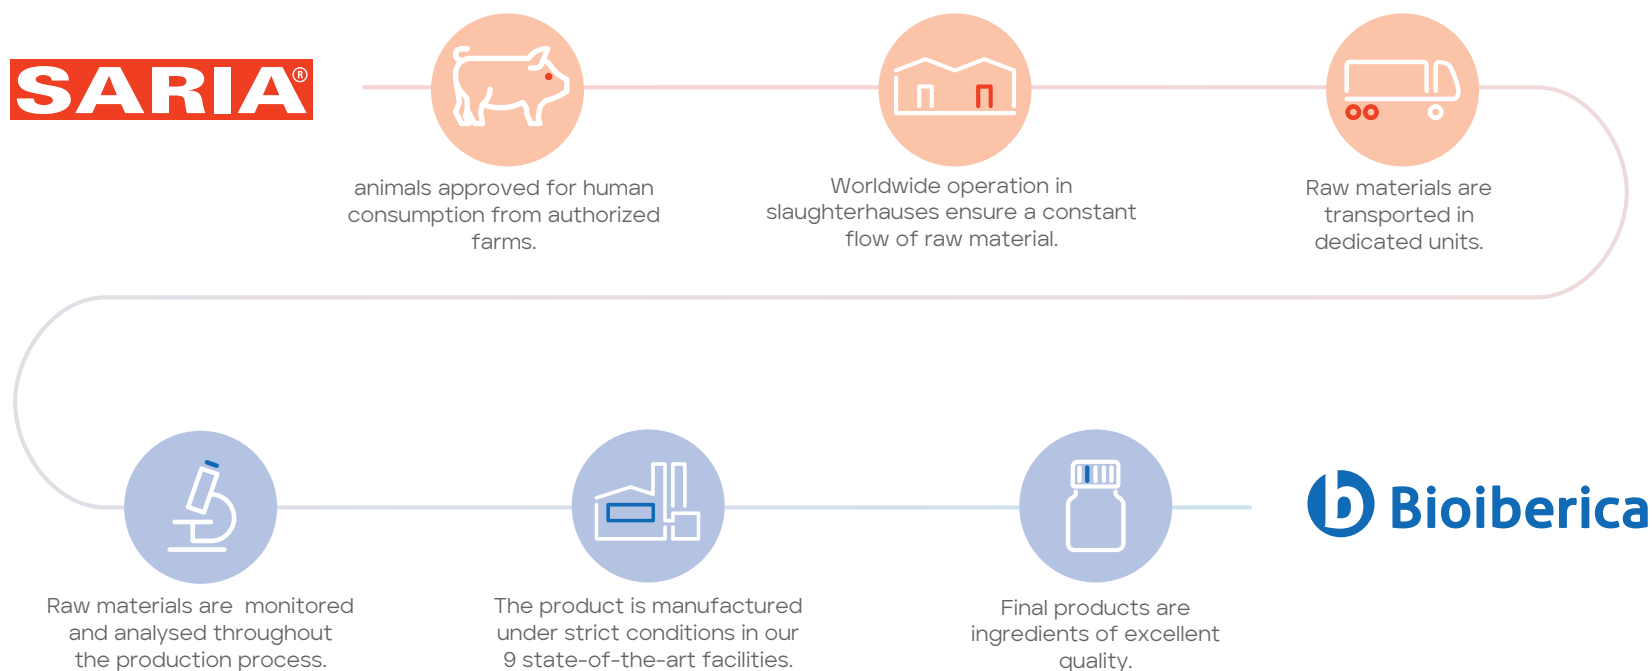 SARIA®
animals approved for human
consumption from authorized
farms.
Worldwide operation in
slaughterhauses ensure a constant
flow of raw material.
Raw materials are
transported in
dedicated units.
Raw materials are  monitored
and analysed throughout
the production process.
The product is manufactured
under strict conditions in our
9 state-of-the-art facilities.
Final products are
ingredients of excellent
quality.
b Bioiberica